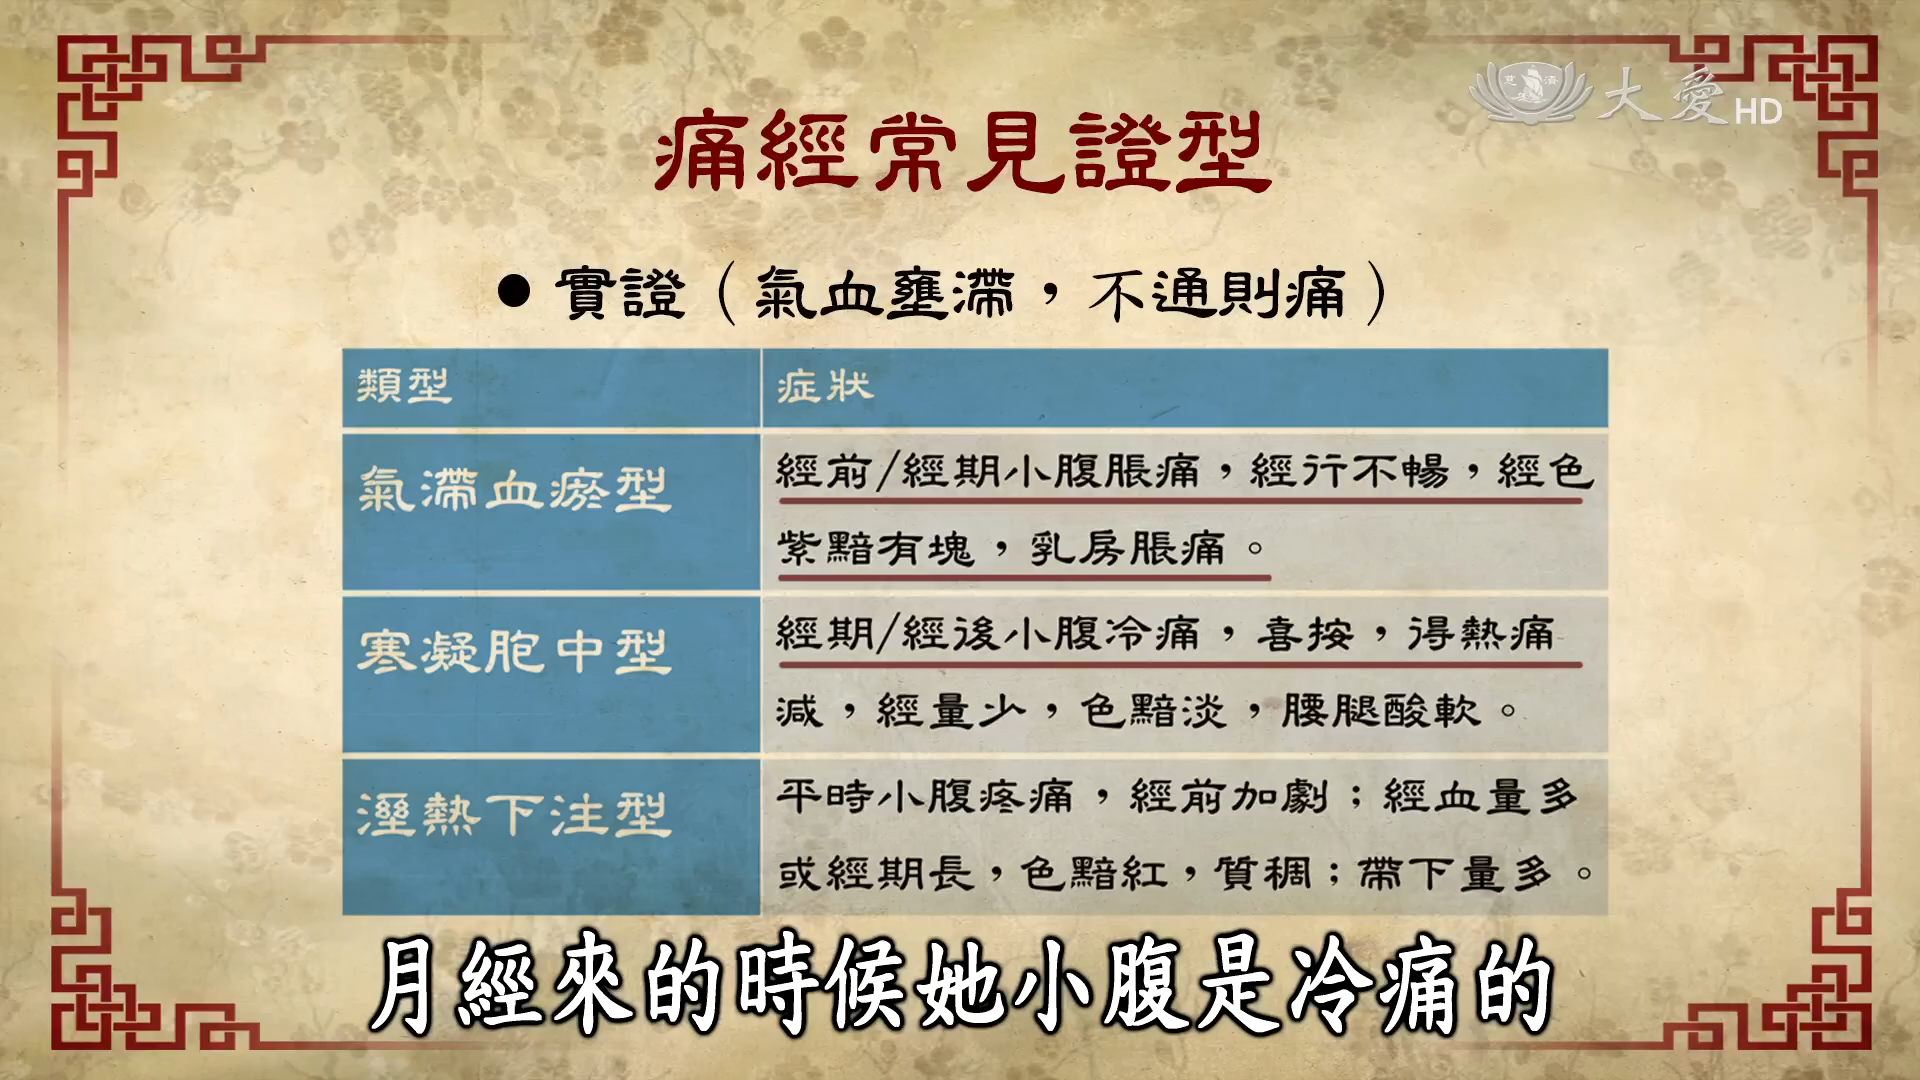 大愛HD
痛經常見證型
● 實證（氣血壅滯，不通則痛）
類型
症狀
氣滯血瘀型
經前/經期小腹脹痛，經行不暢，經色
紫黯有塊，乳房脹痛。
寒凝胞中型
經期/經後小腹冷痛，喜按，得熱痛
減，經量少，色黯淡，腰腿酸軟。
溼熱下注型
平時小腹疼痛，經前加劇；經血量多
或經期長，色黯紅，質稠；帶下量多。
月經來的時候她小腹是冷痛的